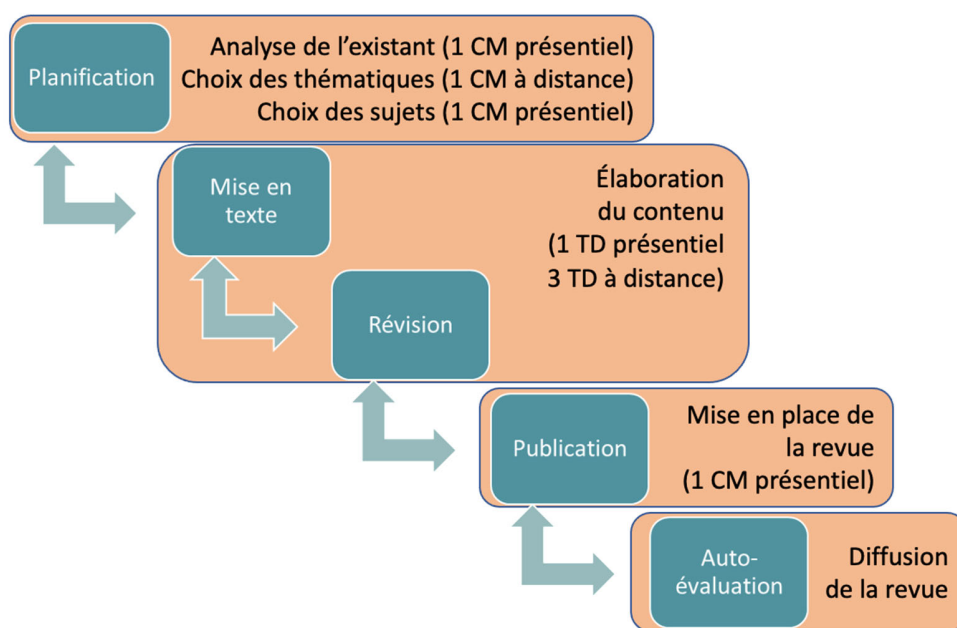 Planification
Analyse de l’existant (1 CM présentiel)
Choix des thématiques (1 CM à distance)
Choix des sujets (1 CM présentiel)
Mise en
texte
Élaboration
du contenu
(1 TD présentiel
3 TD à distance)
Révision
Publication
Mise en place de
la revue
(1 CM présentiel)
Auto-
évaluation
Diffusion
de la revue